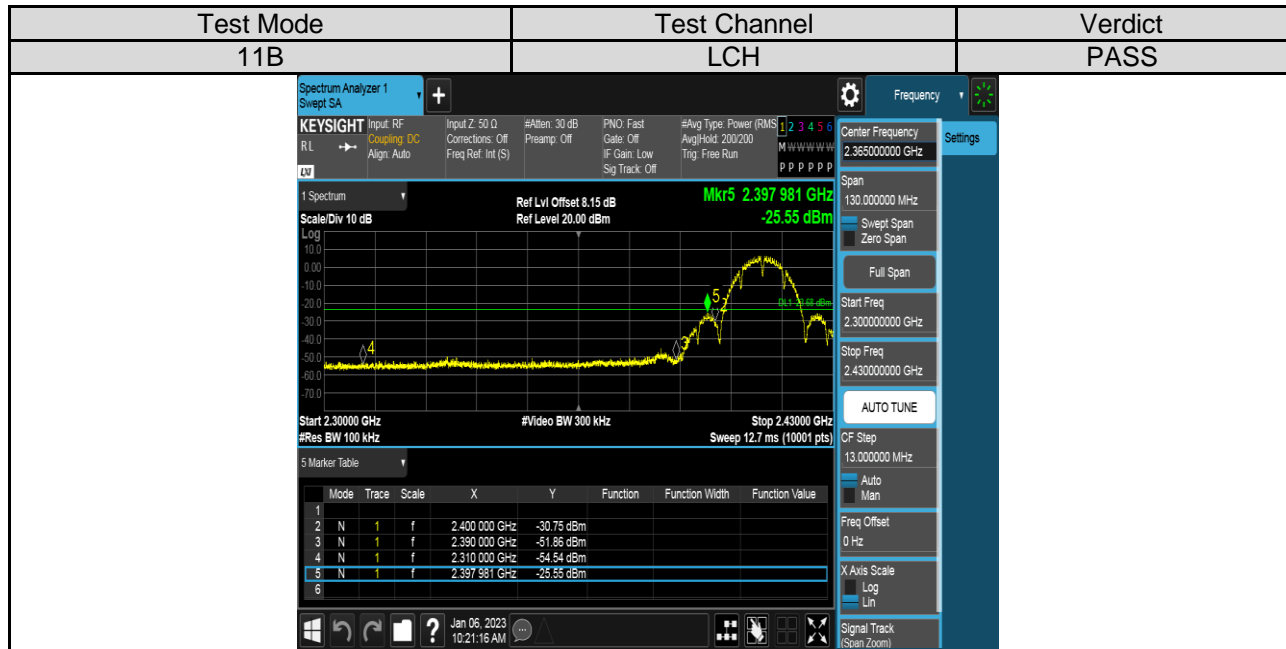 Test Mode Test Channel Verdict
11B LCH PASS
Spectrum Analyzer 1
Swept SA
+
Frequency
KEYSIGHT Input: RF Input Z: 50 Ω #Atten: 30 dB PNO: Fast #Avg Type: Power (RMS 1 2 3 4 5 6
RL Coupling: DC Corrections: Off Preamp: Off Gate: Off Avg|Hold: 200/200 M W W W W W
Align: Auto Freq Ref: Int (S) IF Gain: Low Trig: Free Run
LXI Sig Track: Off P P P P P P
Center Frequency
2.365000000 GHz
Settings
1 Spectrum Ref Lvl Offset 8.15 dB Mkr5 2.397 981 GHz
Scale/Div 10 dB Ref Level 20.00 dBm -25.55 dBm
Log
10.0
0.00
-10.0
-20.0
-30.0
-40.0
-50.0
-60.0
-70.0
5
2
3
4
Start 2.30000 GHz #Video BW 300 kHz Stop 2.43000 GHz
#Res BW 100 kHz Sweep 12.7 ms (10001 pts)
Span
130.000000 MHz
Swept Span
Zero Span
Full Span
Start Freq
2.300000000 GHz
Stop Freq
2.430000000 GHz
AUTO TUNE
CF Step
13.000000 MHz
Auto
Man
Freq Offset
0 Hz
X Axis Scale
Log
Lin
Signal Track
(Span Zoom)
5 Marker Table
Mode Trace Scale X Y Function Function Width Function Value
1
2 N 1 f 2.400 000 GHz -30.75 dBm
3 N 1 f 2.390 000 GHz -51.86 dBm
4 N 1 f 2.310 000 GHz -54.54 dBm
5 N 1 f 2.397 981 GHz -25.55 dBm
6
? Jan 06, 2023
10:21:16 AM